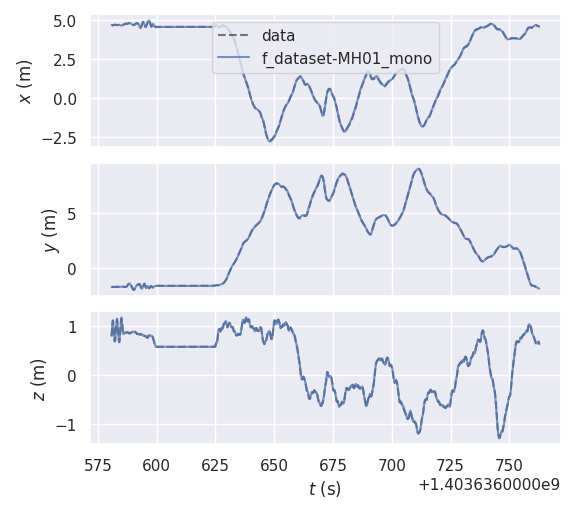 5.0
2.5
0.0
−2.5
x (m)
data
f_dataset-MH01_mono
5
0
y (m)
1
0
−1
z (m)
575 600 625 650 675 700 725 750
t (s)
+1.4036360000e9